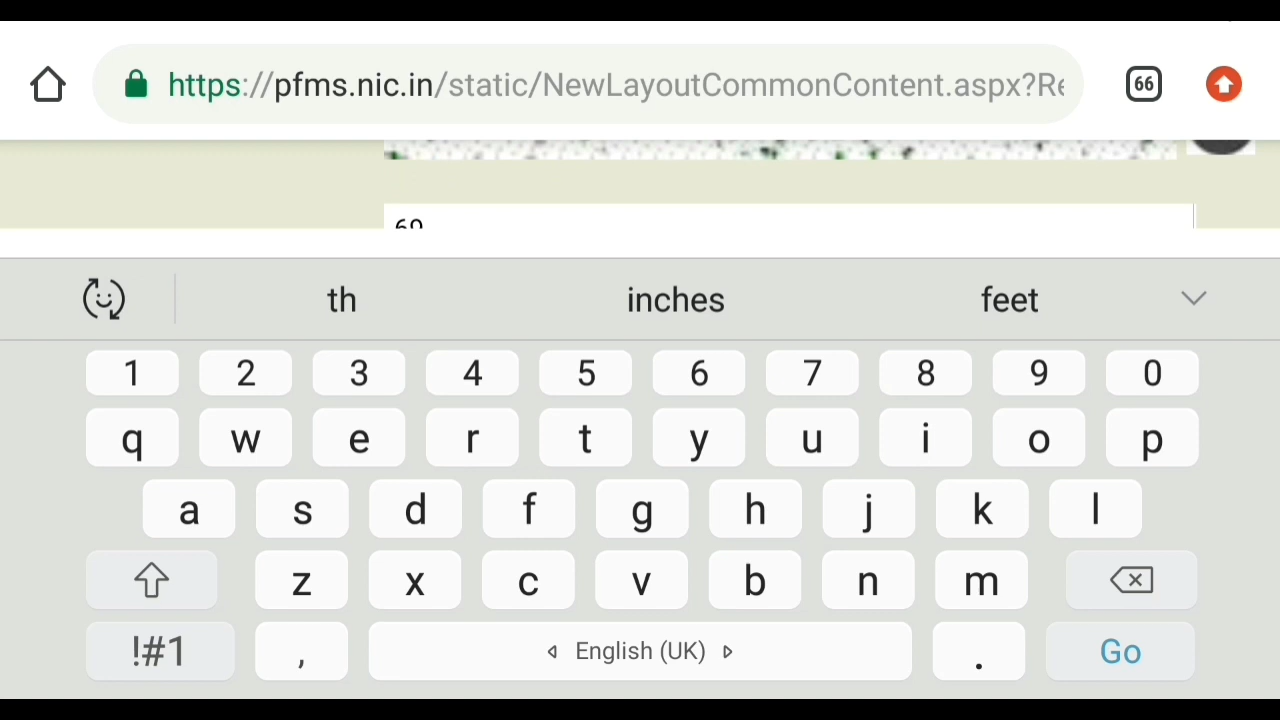 https://pfms.nic.in/static/NewLayoutCommonContent.aspx?Re
66
th inches feet
1 2 3 4 5 6 7 8 9 0
q w e r t y u i o p
a s d f g h j k l
z x c v b n m
!#1 , English (UK) . Go